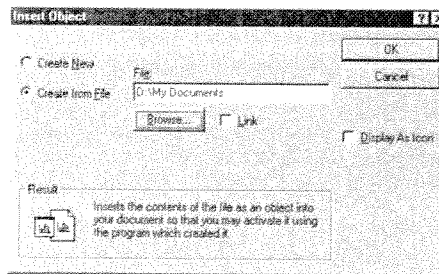 Insert Object
OK
Create New
File:
Cancel
Create from File
D:\My Documents
Browse...
Link
Display As Icon
Result
Inserts the contents of the file as an object into
your document so that you may activate it using
the program which created it.